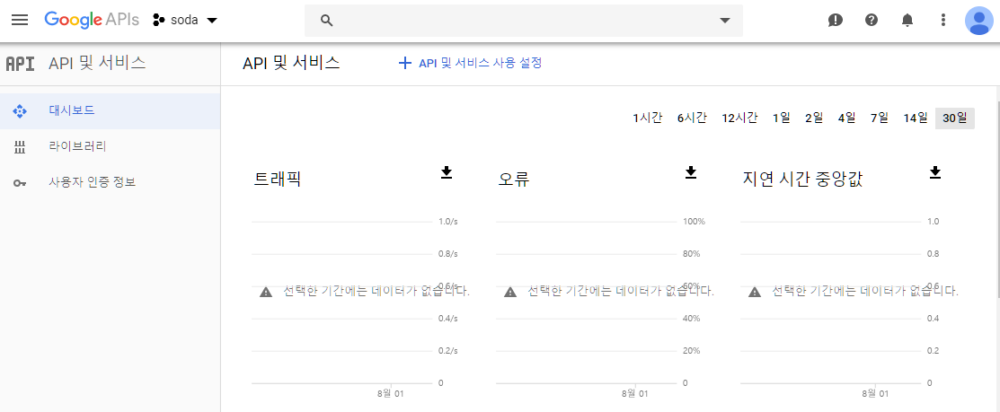 Google APIs soda
API API 및 서비스
API 및 서비스
API 및 서비스 사용 설정
대시보드
라이브러리
사용자 인증 정보
1시간 6시간 12시간 1일 2일 4일 7일 14일 30일
트래픽
1.0/s
0.8/s
0.6/s
선택한 기간에는 데이터가 없습니다.
0.4/s
0.2/s
0
8월 01
오류
100%
80%
60%
선택한 기간에는 데이터가 없습니다.
40%
20%
0
8월 01
지연 시간 중앙값
1.0
0.8
0.6
선택한 기간에는 데이터가 없습니다.
0.4
0.2
0
8월 01